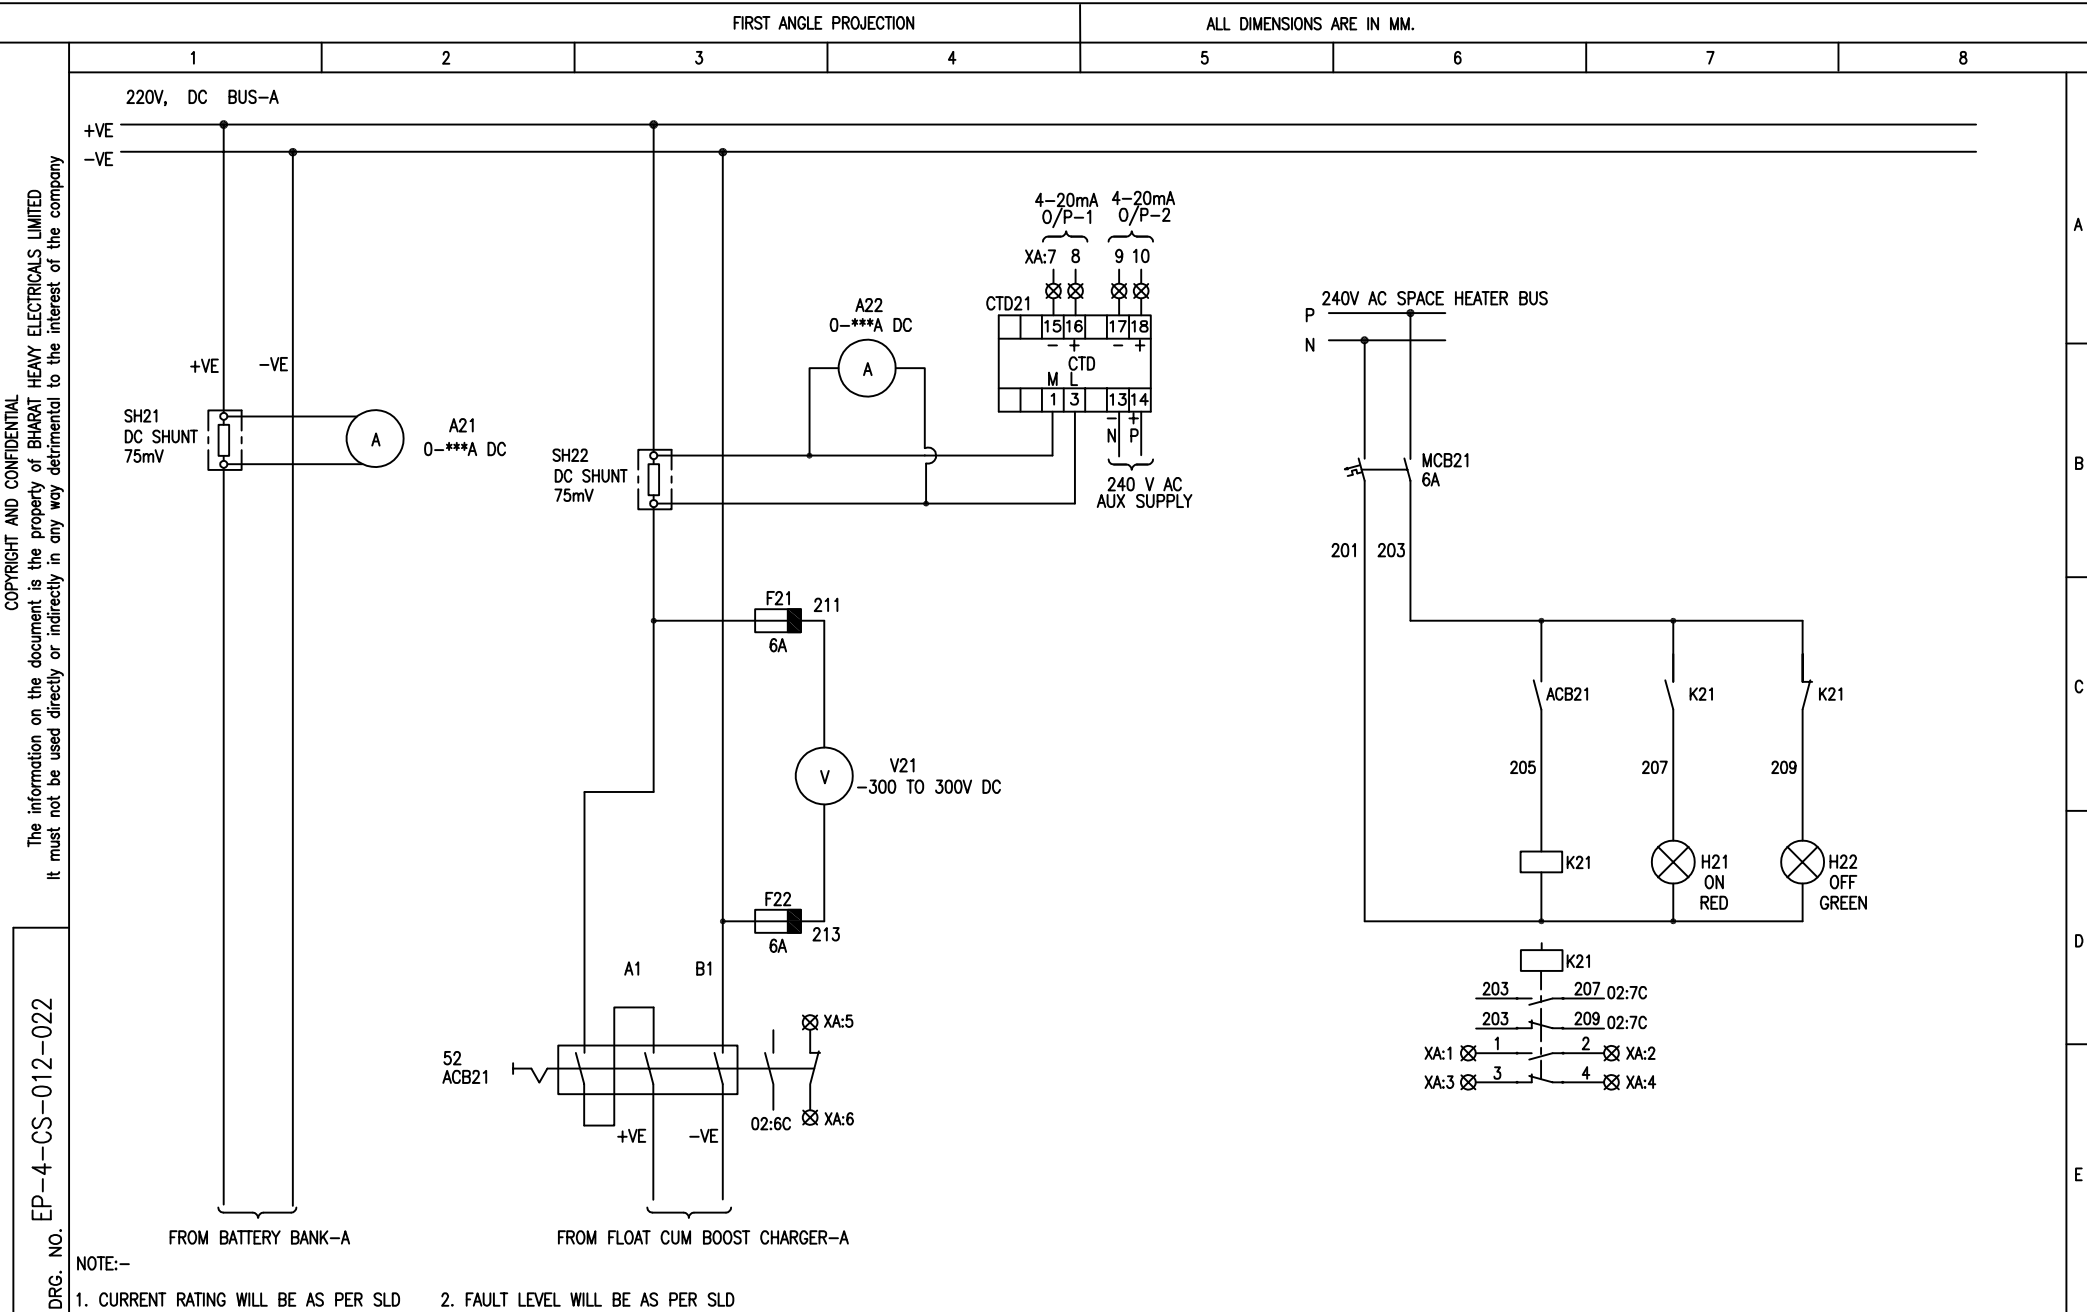 FIRST ANGLE PROJECTION
ALL DIMENSIONS ARE IN MM.
1 2 3 4 5 6 7 8
220V, DC BUS-A
+VE
-VE
COPYRIGHT AND CONFIDENTIAL
The information on the document is the property of BHARAT HEAVY ELECTRICALS LIMITED
It must not be used directly or indirectly in any way detrimental to the interest of the company
DRG. NO. EP-4-CS-012-022
A
B
C
D
E
+VE -VE
SH21
DC SHUNT
75mV
A
A21
0-***A DC
FROM BATTERY BANK-A
SH22
DC SHUNT
75mV
A22
0-***A DC
A
4-20mA
O/P-1
4-20mA
O/P-2
XA:7 8 9 10
CTD21
15 16 17 18
- + - +
CTD
M L
1 3 13 14
- +
N P
240 V AC
AUX SUPPLY
F21
211
6A
V
V21
-300 TO 300V DC
F22
6A
213
A1 B1
52
ACB21
XA:5
02:6C
XA:6
+VE -VE
FROM FLOAT CUM BOOST CHARGER-A
240V AC SPACE HEATER BUS
P
N
MCB21
6A
201 203
ACB21
K21
K21
205
207
209
K21
H21
ON
RED
H22
OFF
GREEN
K21
203 207 02:7C
203 209 02:7C
XA:1 1 2 XA:2
XA:3 3 4 XA:4
NOTE:-
1. CURRENT RATING WILL BE AS PER SLD 2. FAULT LEVEL WILL BE AS PER SLD